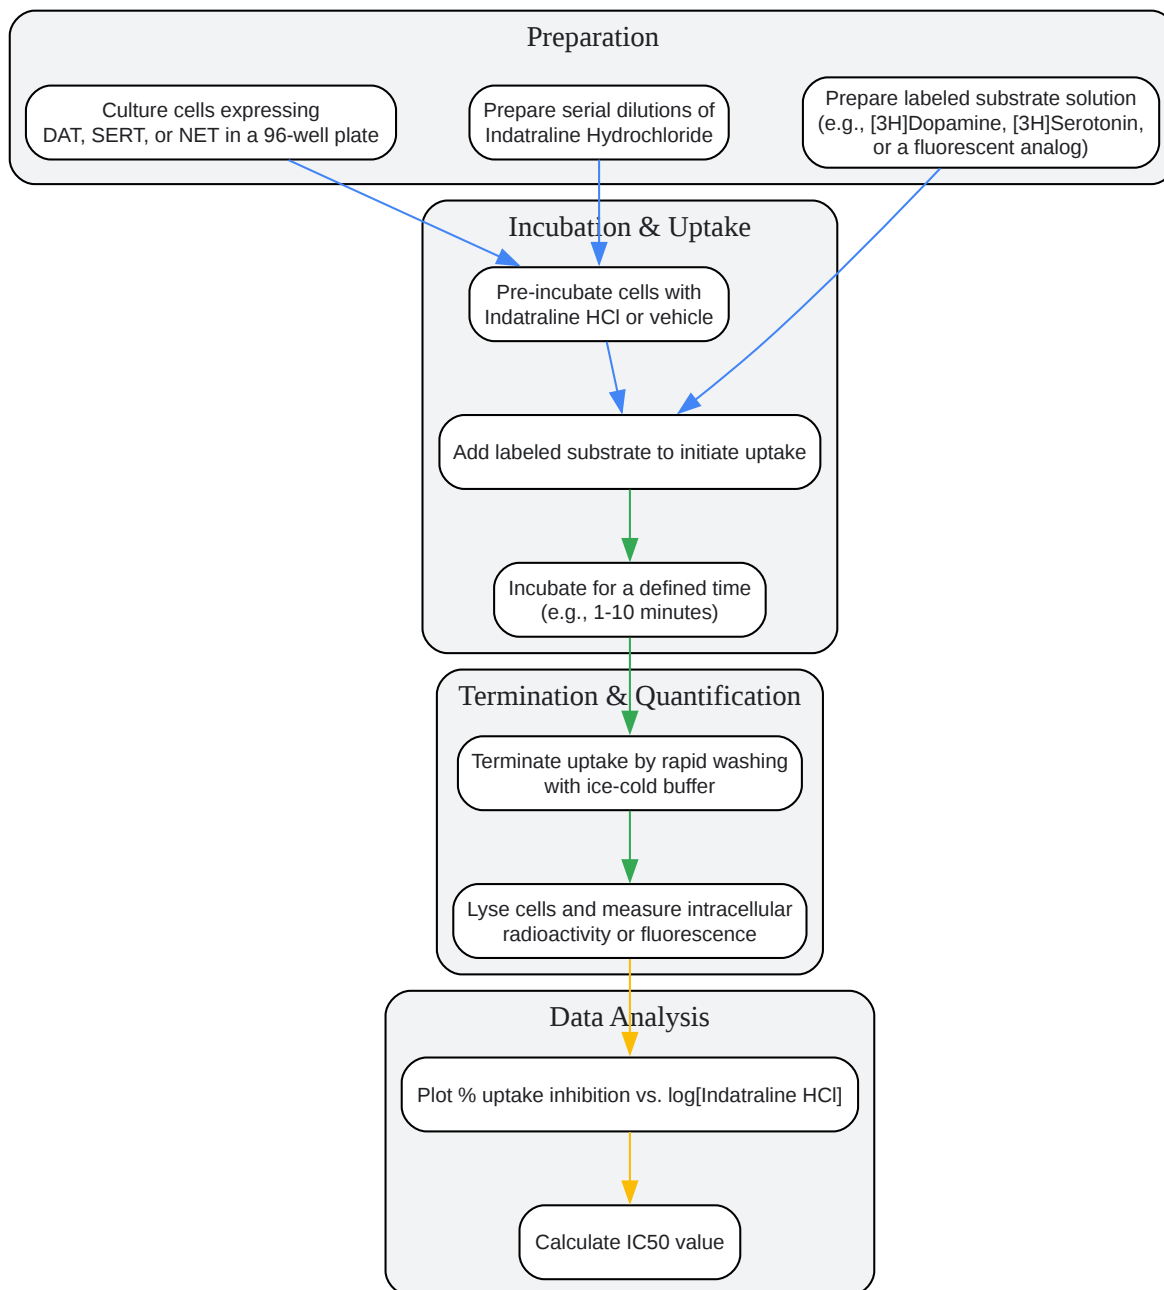 Preparation
Culture cells expressing
DAT, SERT, or NET in a 96-well plate
Prepare serial dilutions of
Indatraline Hydrochloride
Prepare labeled substrate solution
(e.g., [3H]Dopamine, [3H]Serotonin,
or a fluorescent analog)
Incubation & Uptake
Pre-incubate cells with
Indatraline HCl or vehicle
Add labeled substrate to initiate uptake
Incubate for a defined time
(e.g., 1-10 minutes)
Termination & Quantification
Terminate uptake by rapid washing
with ice-cold buffer
Lyse cells and measure intracellular
radioactivity or fluorescence
Data Analysis
Plot % uptake inhibition vs. log[Indatraline HCl]
Calculate IC50 value